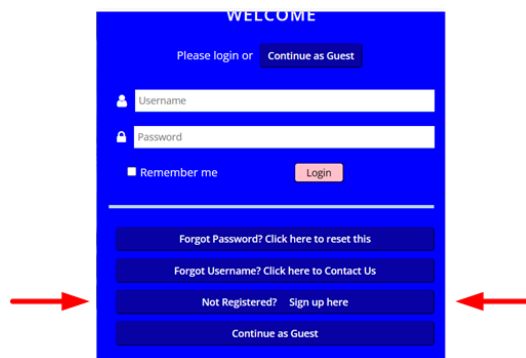 WELCOME
Please login or Continue as Guest
Username
Password
Remember me Login
Forgot Password? Click here to reset this
Forgot Username? Click here to Contact Us
Not Registered? Sign up here
Continue as Guest